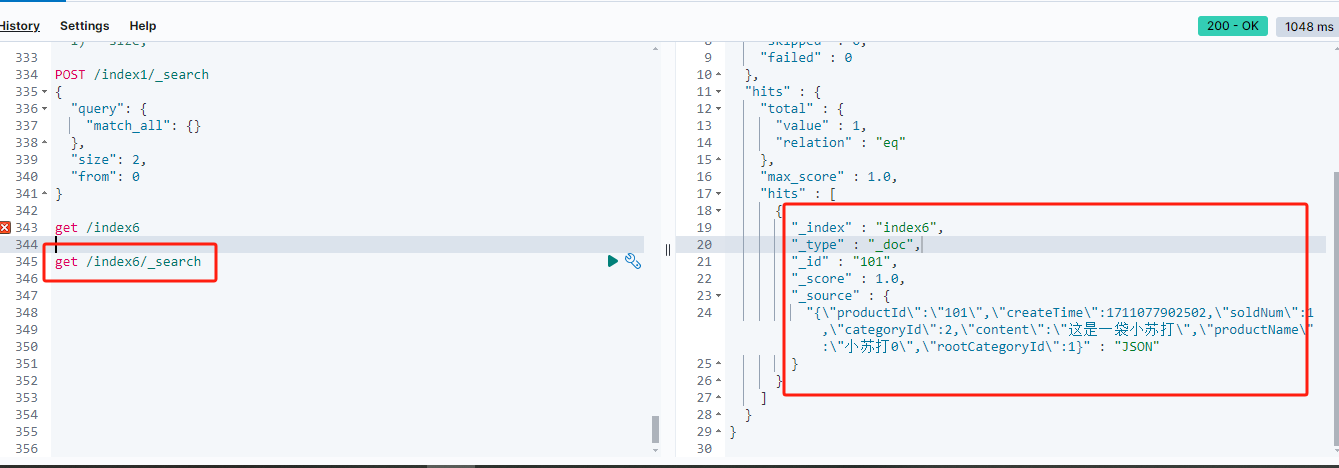 History Settings Help
200 - OK 1048 ms
333
334 POST /index1/_search
335 {
336 "query": {
337 "match_all": {}
338 },
339 "size": 2,
340 "from": 0
341 }
342
343 get /index6
344
345 get /index6/_search
346
347
348
349
350
351
352
353
354
355
356
9 "failed" : 0
10 },
11 "hits" : {
12 "total" : {
13 "value" : 1,
14 "relation" : "eq"
15 },
16 "max_score" : 1.0,
17 "hits" : [
18 {
19 "_index" : "index6",
20 "_type" : "_doc",
21 "_id" : "101",
22 "_score" : 1.0,
23 "_source" : {
24 "{\"productId\":\"101\",\"createTime\":1711077902502,\"soldNum\":1
,\"categoryId\":2,\"content\":\"这是一袋小苏打\",\"productName\"
:\"小苏打0\",\"rootCategoryId\":1}" : "JSON"
25 }
26 }
27 ]
28 }
29 }
30